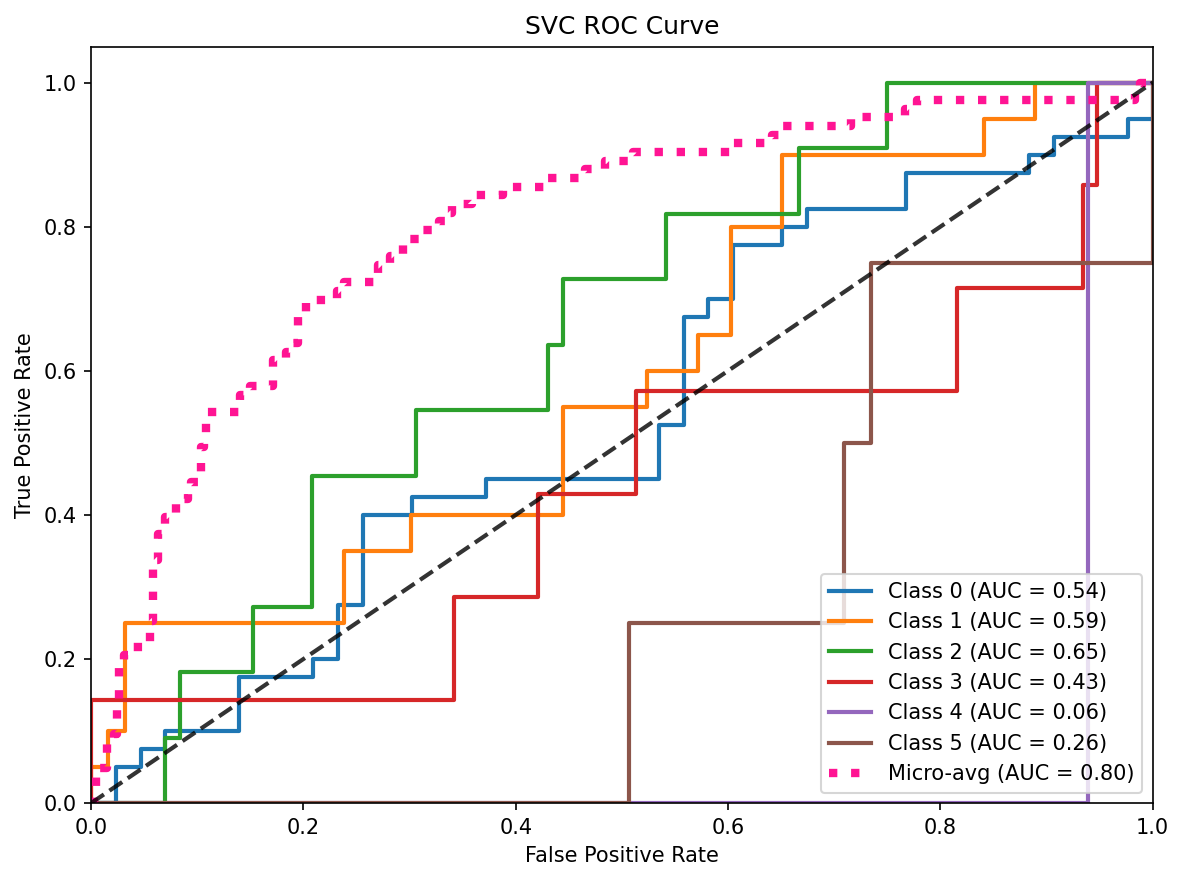 SVC ROC Curve
True Positive Rate
1.0
0.8
0.6
0.4
0.2
0.0
Class 0 (AUC = 0.54)
Class 1 (AUC = 0.59)
Class 2 (AUC = 0.65)
Class 3 (AUC = 0.43)
Class 4 (AUC = 0.06)
Class 5 (AUC = 0.26)
Micro-avg (AUC = 0.80)
0.0 0.2 0.4 0.6 0.8 1.0
False Positive Rate